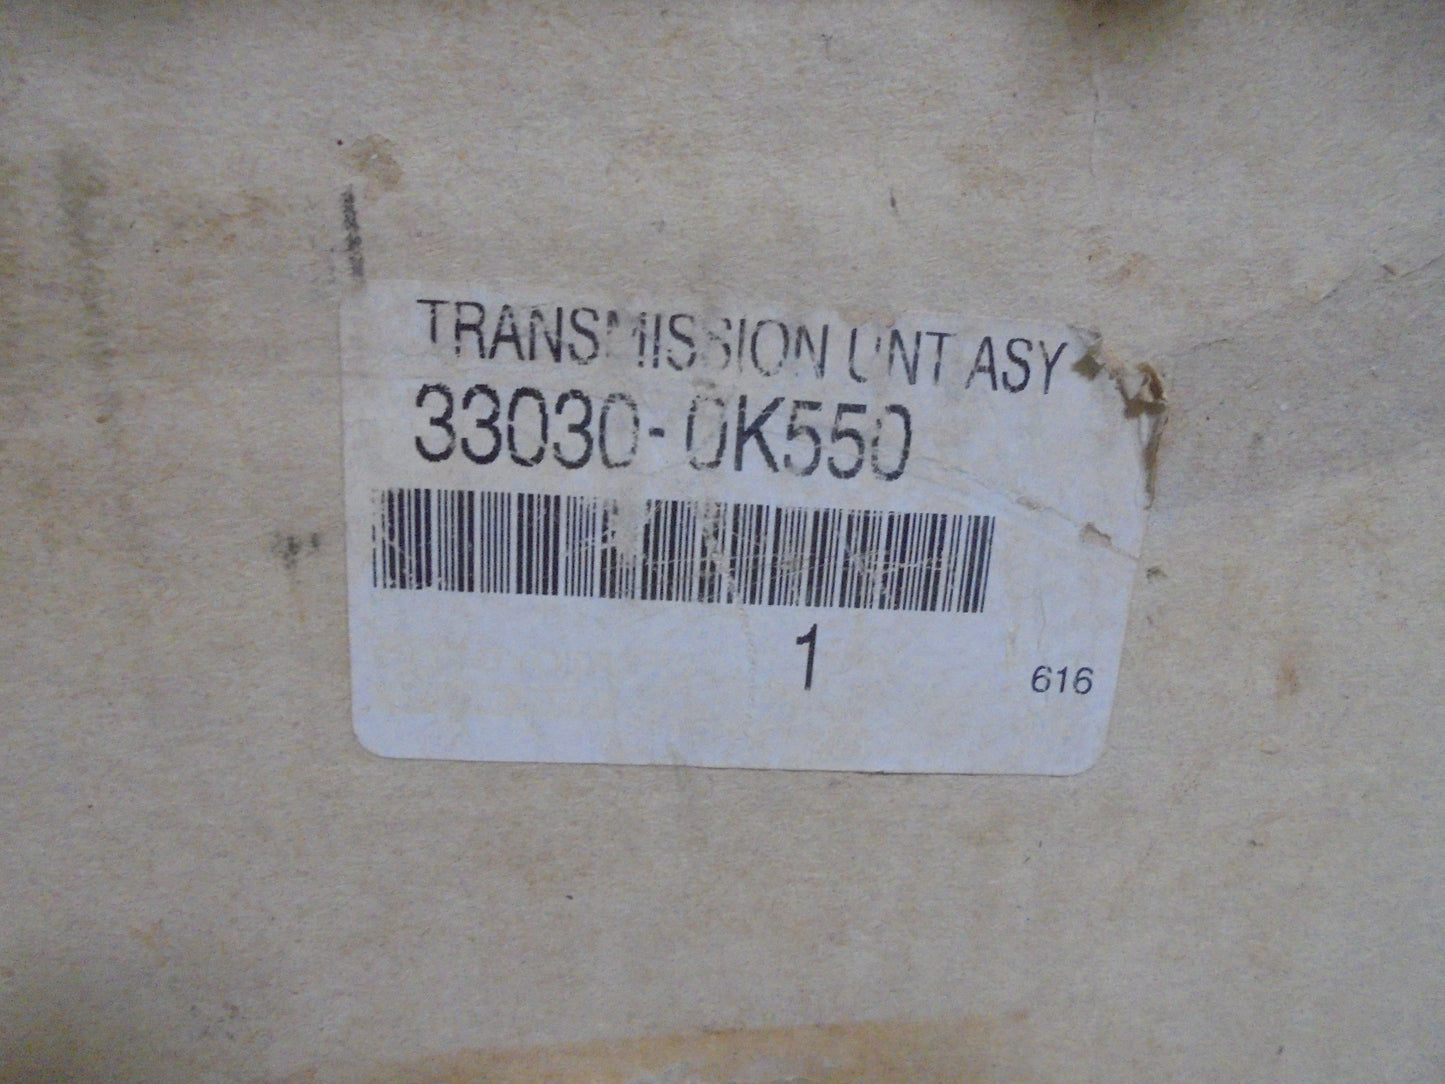 TRANSMISSION UNT ASY
33030-0K550
1
616